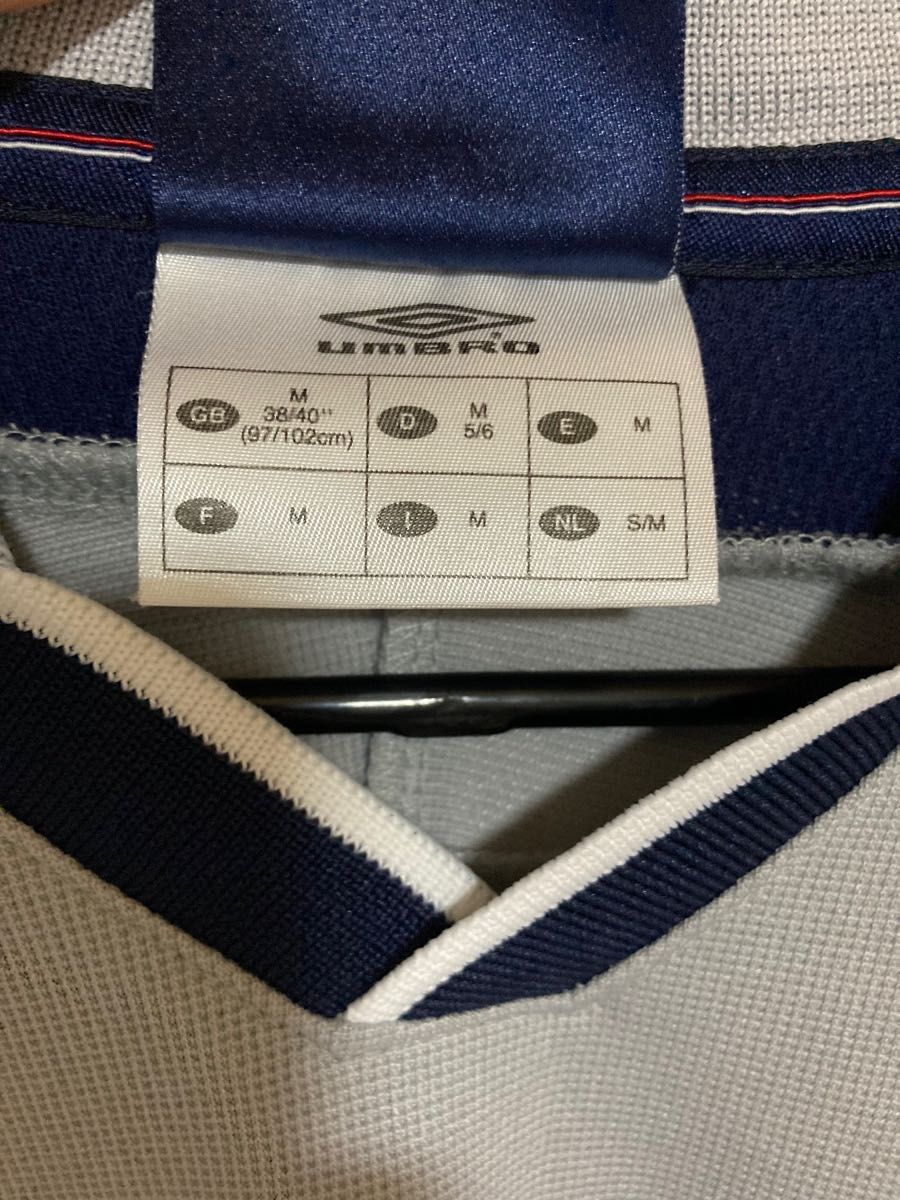 umbro
GB M
38/40"
(97/102cm)
D M
5/6
E M
F M
I M
NL S/M